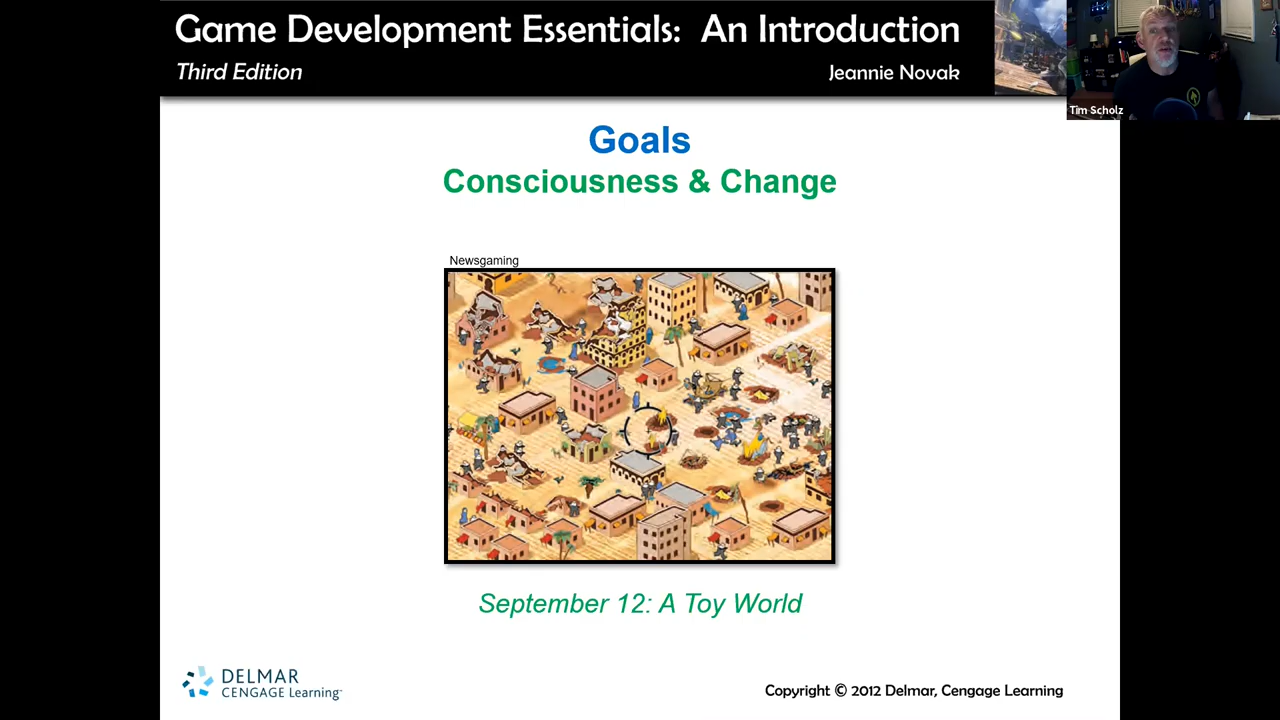 Game Development Essentials: An Introduction
Third Edition
Jeannie Novak
Tim Scholz
Goals
Consciousness & Change
Newsgaming
September 12: A Toy World
DELMAR
CENGAGE Learning™
Copyright © 2012 Delmar, Cengage Learning